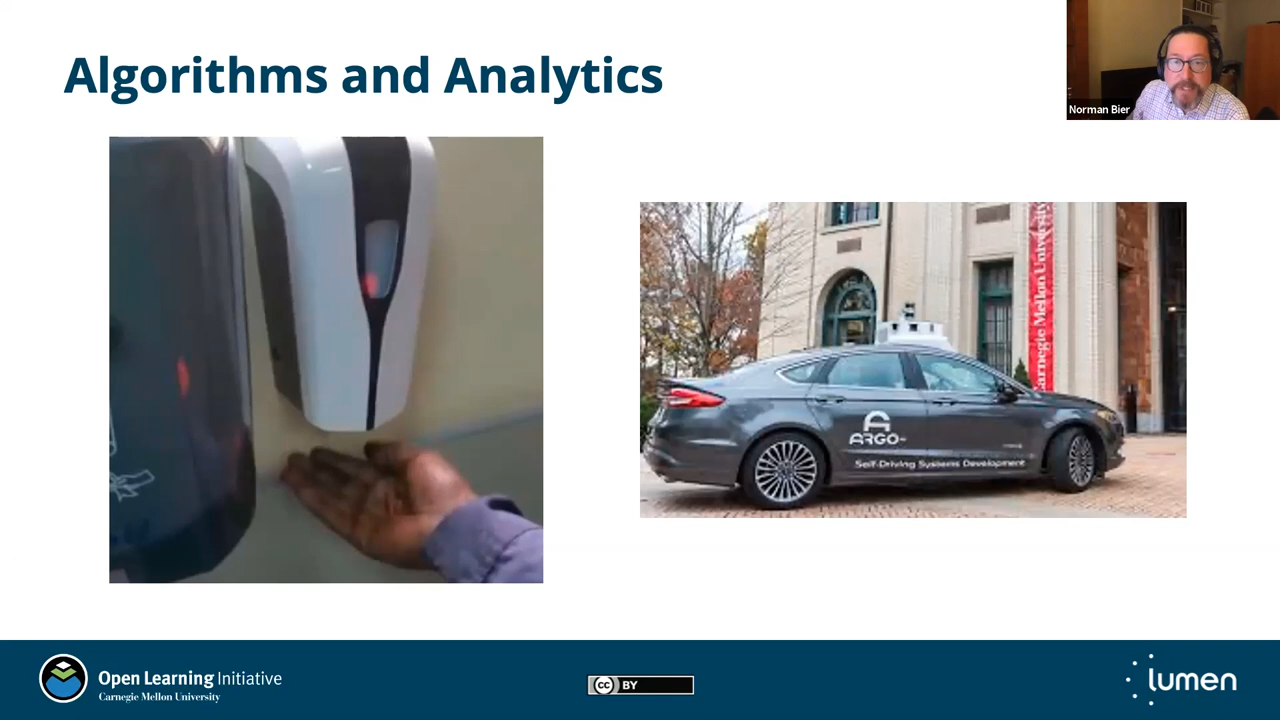 Algorithms and Analytics
Norman Bier
Carnegie Mellon University
ARGO
Self-Driving Systems Development
Open Learning Initiative
Carnegie Mellon University
cc BY
lumen